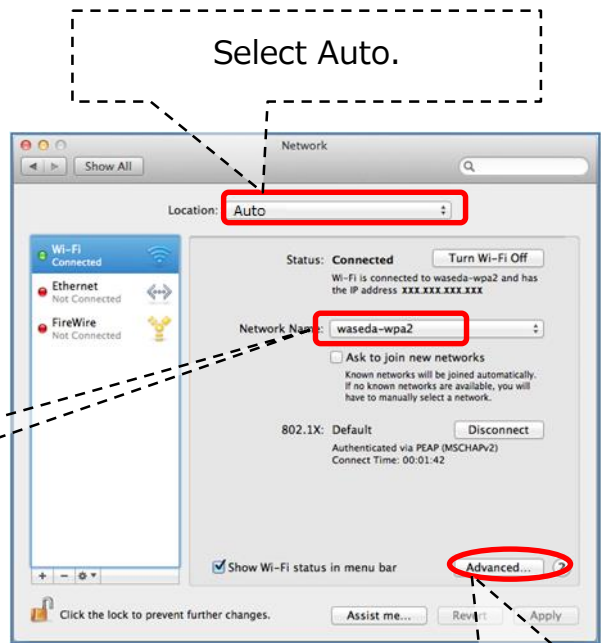 Select Auto.
Network
Show All
Location: Auto
Wi-Fi
Connected
Ethernet
Not Connected
FireWire
Not Connected
Status: Connected
Turn Wi-Fi Off
Wi-Fi is connected to waseda-wpa2 and has
the IP address XXX.XXX.XXX.XXX
Network Name: waseda-wpa2
Ask to join new networks
Known networks will be joined automatically.
If no known networks are available, you will
have to manually select a network.
802.1X: Default
Disconnect
Authenticated via PEAP (MSCHAPv2)
Connect Time: 00:01:42
Show Wi-Fi status in menu bar
Advanced...
?
Click the lock to prevent further changes.
Assist me...
Revert
Apply